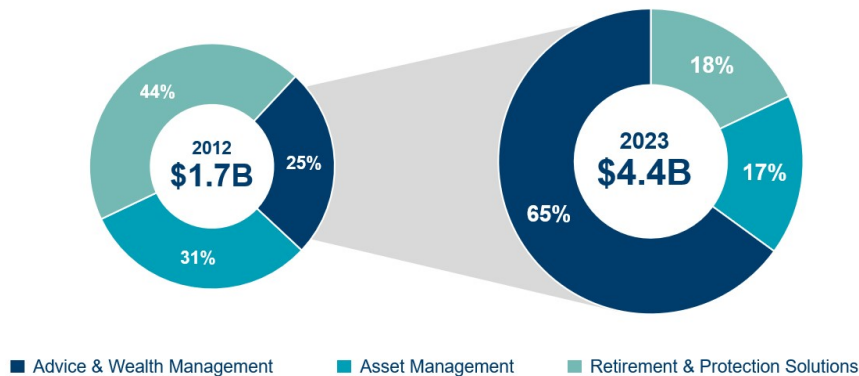 44%
2012
$1.7B
25%
31%
18%
2023
$4.4B
17%
65%
Advice & Wealth Management
Asset Management
Retirement & Protection Solutions